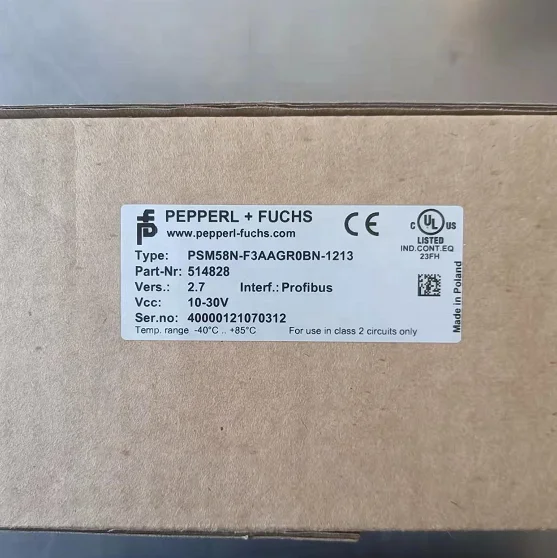 PEPPERL + FUCHS
www.pepperl-fuchs.com
CE
C UL US
LISTED
IND.CONT.EQ
23FH
Type: PSM58N-F3AAGR0BN-1213
Part-Nr: 514828
Vers.: 2.7 Interf.: Profibus
Vcc: 10-30V
Ser.no: 40000121070312
Temp. range -40°C .. +85°C For use in class 2 circuits only
Made in Poland